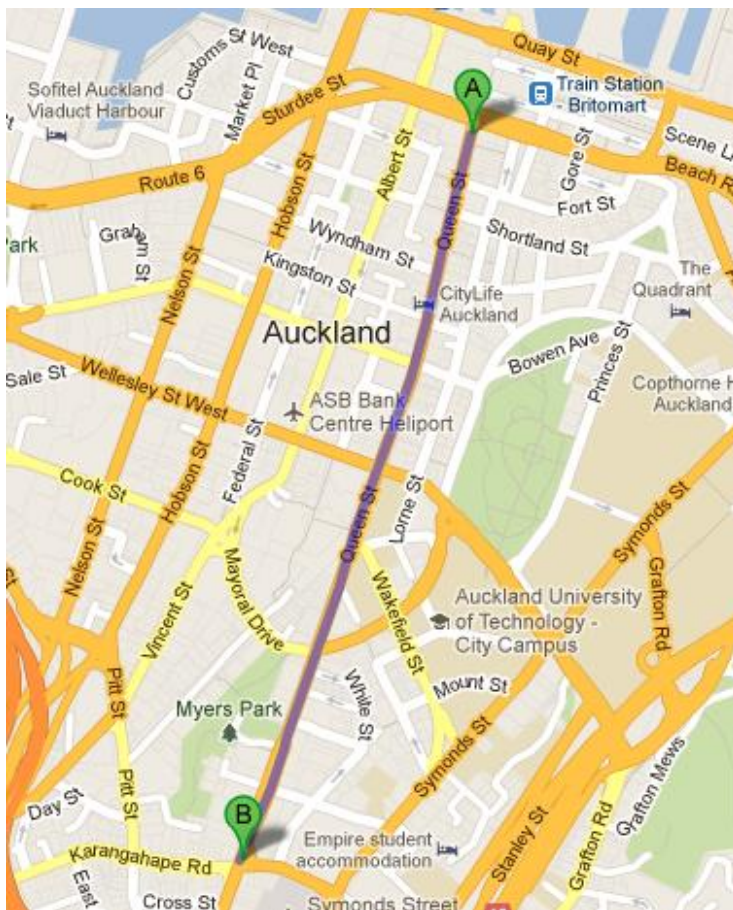 Customs St West
Quay St
Market Pl
Sofitel Auckland
Viaduct Harbour
Sturdee St
A
Train Station
- Britomart
Albert St
Gore St
Scene L
Beach R
Route 6
Hobson St
Queen St
Fort St
Graham St
Wyndham St
Shortland St
Park
Kingston St
The
Quadrant
Nelson St
CityLife
Auckland
Auckland
Bowen Ave
Princes St
Sale St
Wellesley St West
Copthorne H
Auckland
ASB Bank
Centre Heliport
Federal St
Lorne St
Cook St
Hobson St
Queen St
Symonds St
Nelson St
Mayoral Drive
Wakefield St
Grafton Rd
Vincent St
Auckland University
of Technology -
City Campus
Pitt St
White St
Mount St
Myers Park
Symonds St
Grafton Mews
Pitt St
Day St
B
Stanley St
Grafton Rd
Empire student
accommodation
Karangahape Rd
East
Cross St
Symonds Street